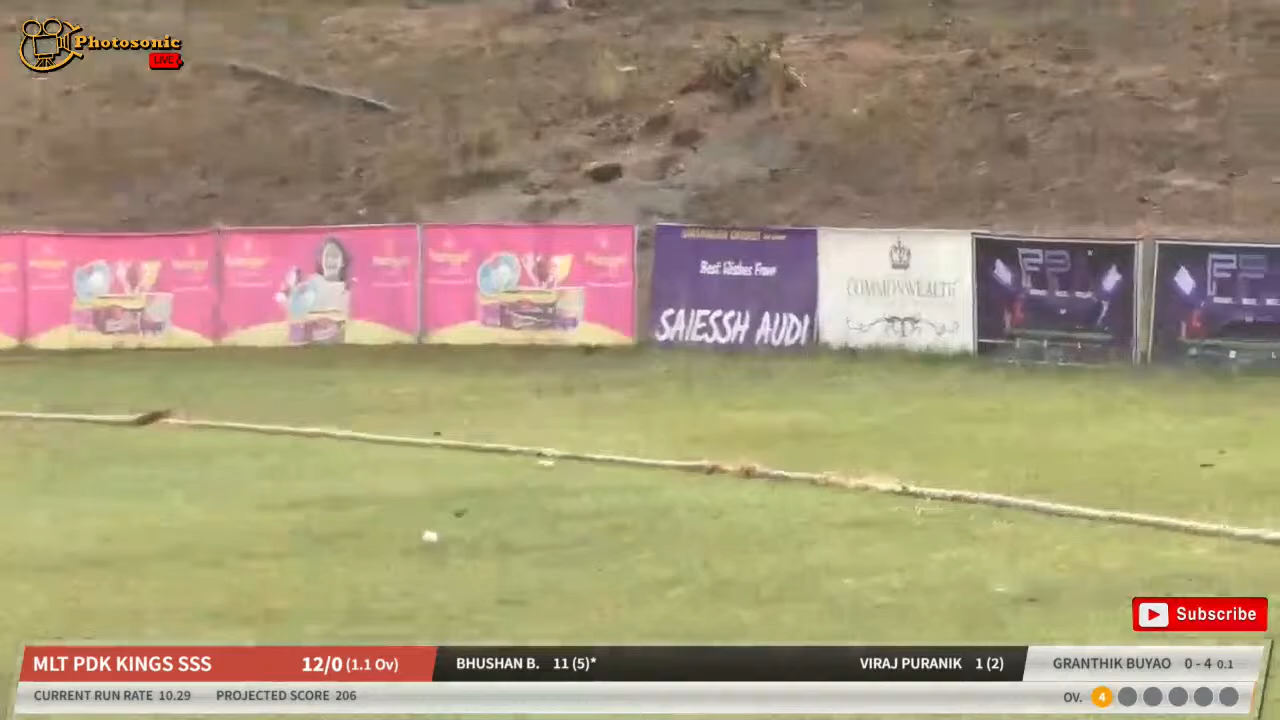 Photosonic
LIVE
Best Wishes From
SAIESSH AUDI
COMMONWEALTH
Subscribe
MLT PDK KINGS SSS 12/0 (1.1 Ov) BHUSHAN B. 11 (5)* VIRAJ PURANIK 1 (2) GRANTHIK BUYAO 0 - 4 0.1
CURRENT RUN RATE 10.29 PROJECTED SCORE 206 OV. 4